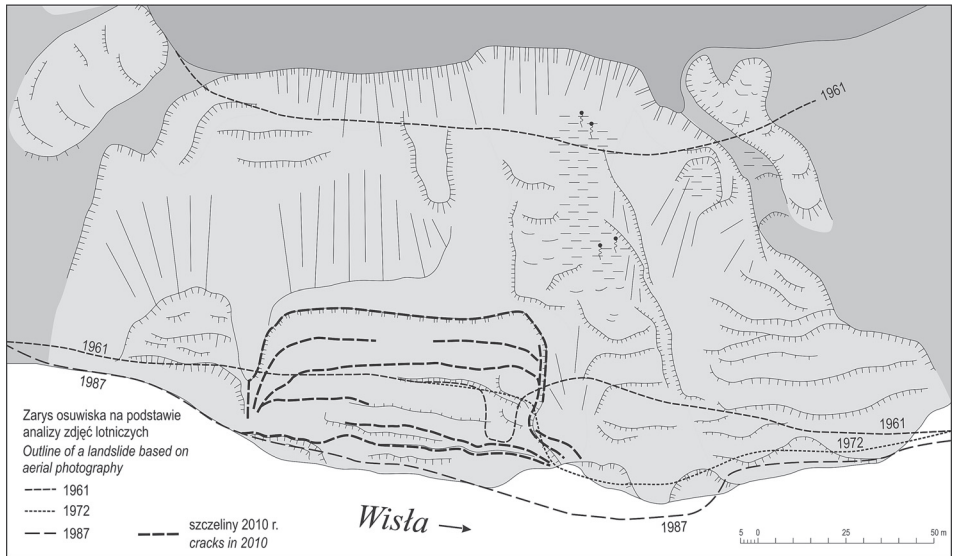 1961
1961
1987
Zarys osuwiska na podstawie
analizy zdjęć lotniczych
Outline of a landslide based on
aerial photography
1961
1972
1987
szczeliny 2010 r.
cracks in 2010
Wisła
1961
1972
1987
5 0 25 50 m